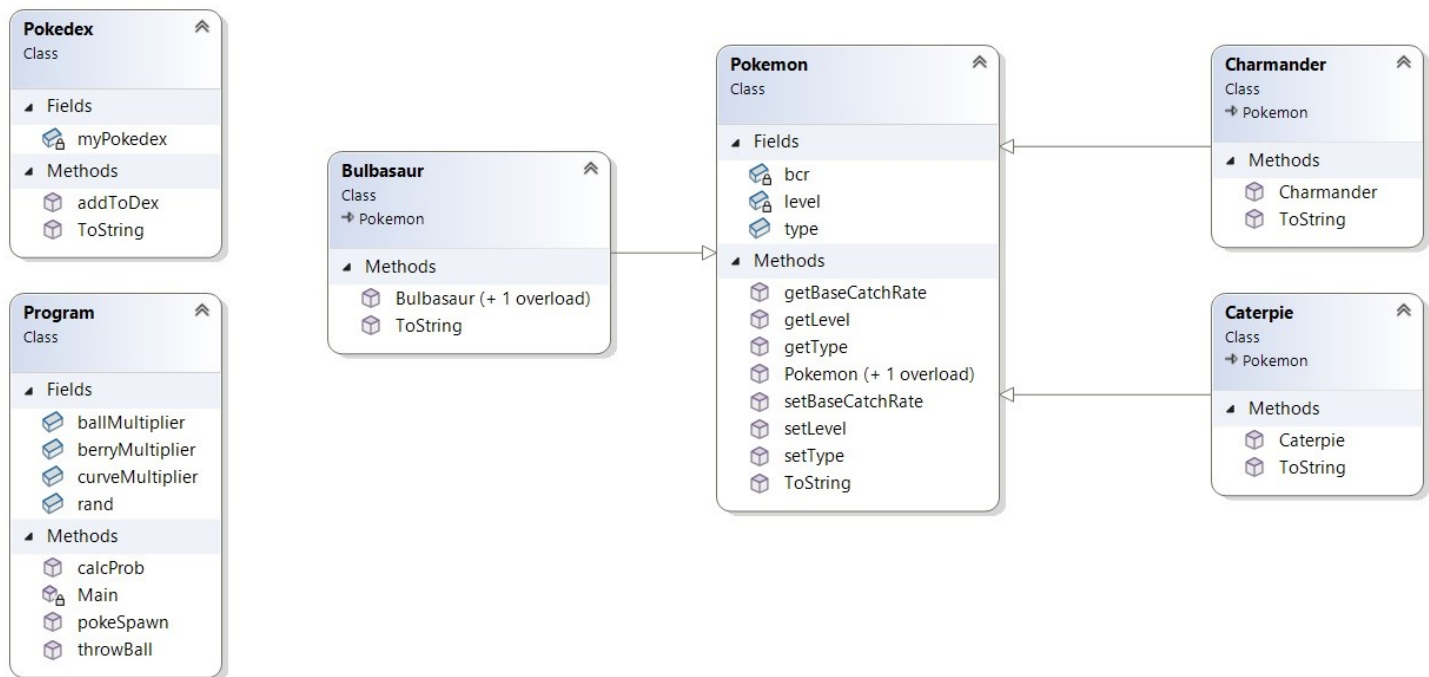 Pokedex
Class
Fields
myPokedex
Methods
addToDex
ToString
Program
Class
Fields
ballMultiplier
berryMultiplier
curveMultiplier
rand
Methods
calcProb
Main
pokeSpawn
throwBall
Bulbasaur
Class
Pokemon
Methods
Bulbasaur (+ 1 overload)
ToString
Pokemon
Class
Fields
bcr
level
type
Methods
getBaseCatchRate
getLevel
getType
Pokemon (+ 1 overload)
setBaseCatchRate
setLevel
setType
ToString
Charmander
Class
Pokemon
Methods
Charmander
ToString
Caterpie
Class
Pokemon
Methods
Caterpie
ToString